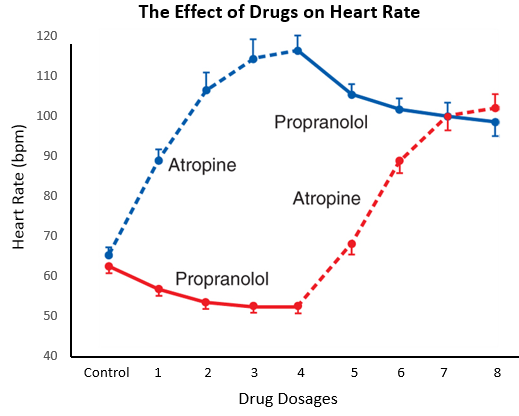 The Effect of Drugs on Heart Rate
120
110
100
90
80
70
60
50
40
Heart Rate (bpm)
Propranolol
Atropine
Atropine
Propranolol
Control 1 2 3 4 5 6 7 8
Drug Dosages